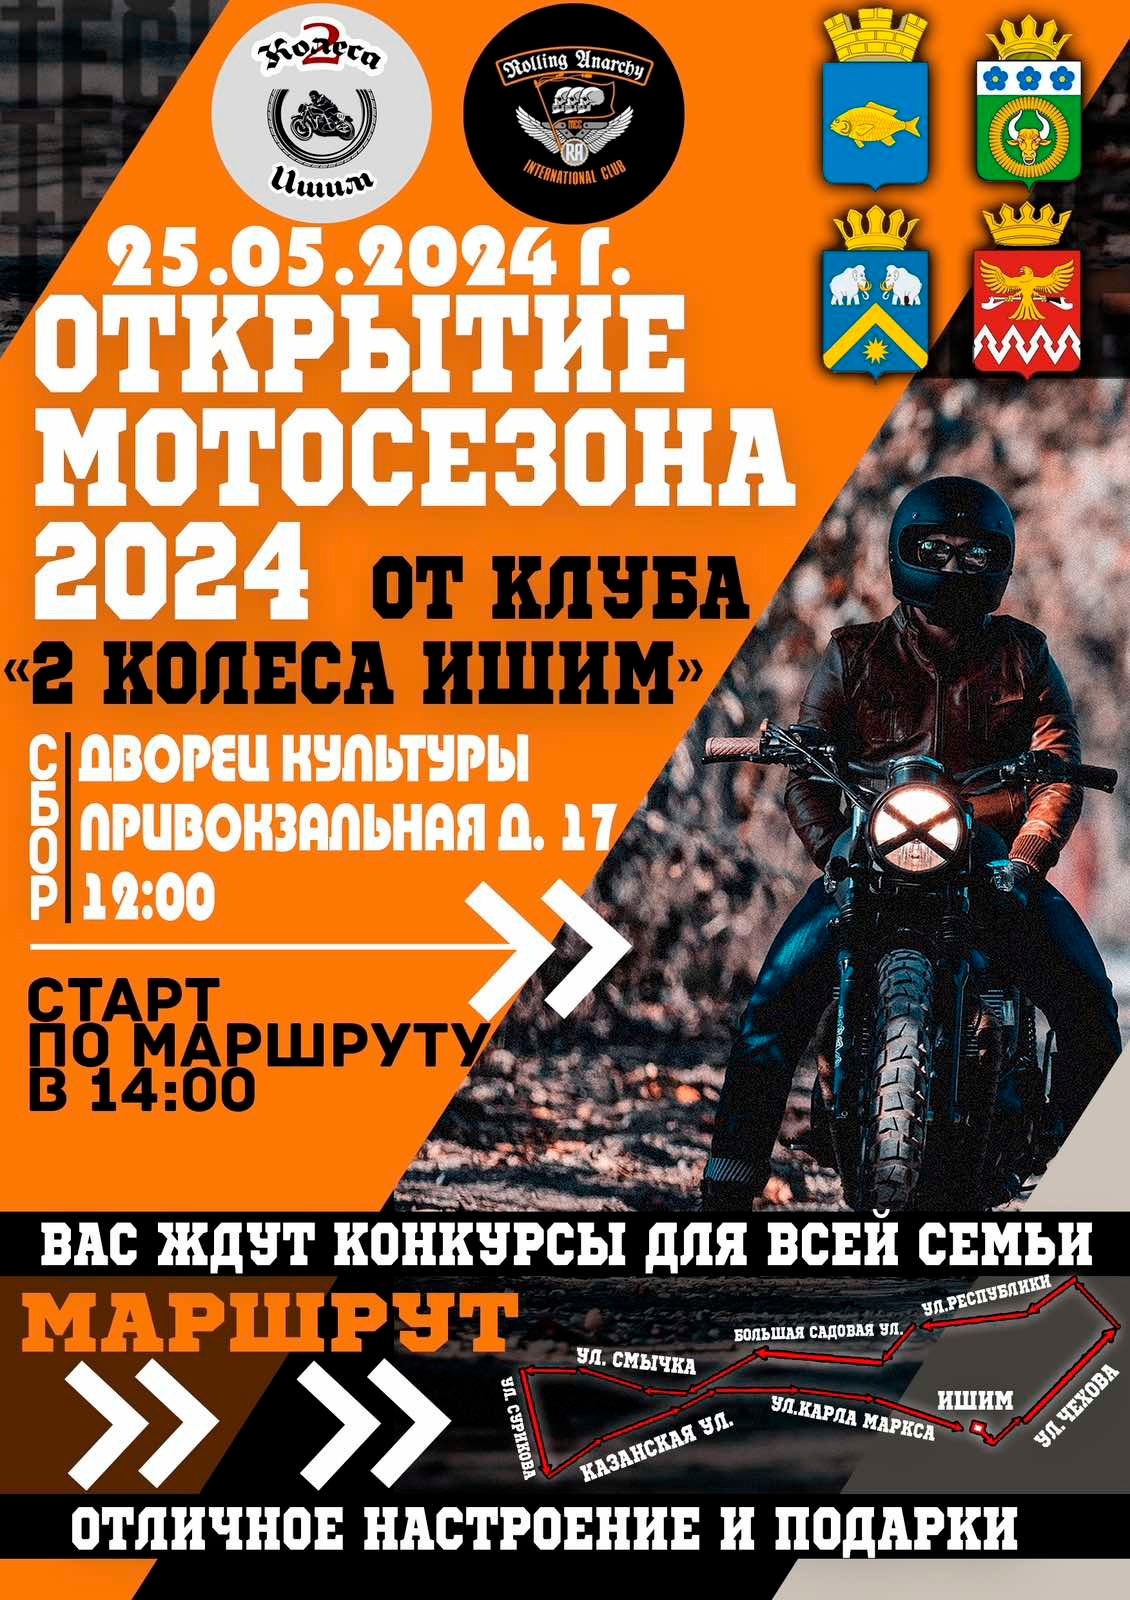 2 Колеса
Ишим
Rolling Anarchy
MCC
RA
INTERNATIONAL CLUB
25.05.2024 Г.
ОТКРЫТИЕ
МОТОСЕЗОНА
2024 ОТ КЛУБА
«2 КОЛЕСА ИШИМ»
СБОР
ДВОРЕЦ КУЛЬТУРЫ
ПРИВОКЗАЛЬНАЯ Д. 17
12:00
СТАРТ
ПО МАРШРУТУ
В 14:00
ВАС ЖДУТ КОНКУРСЫ ДЛЯ ВСЕЙ СЕМЬИ
МАРШРУТ
УЛ.РЕСПУБЛИКИ
БОЛЬШАЯ САДОВАЯ УЛ.
УЛ. СМЫЧКА
УЛ СУРИКОВА
КАЗАНСКАЯ УЛ.
УЛ.КАРЛА МАРКСА
ИШИМ
УЛ.ЧЕХОВА
ОТЛИЧНОЕ НАСТРОЕНИЕ И ПОДАРКИ